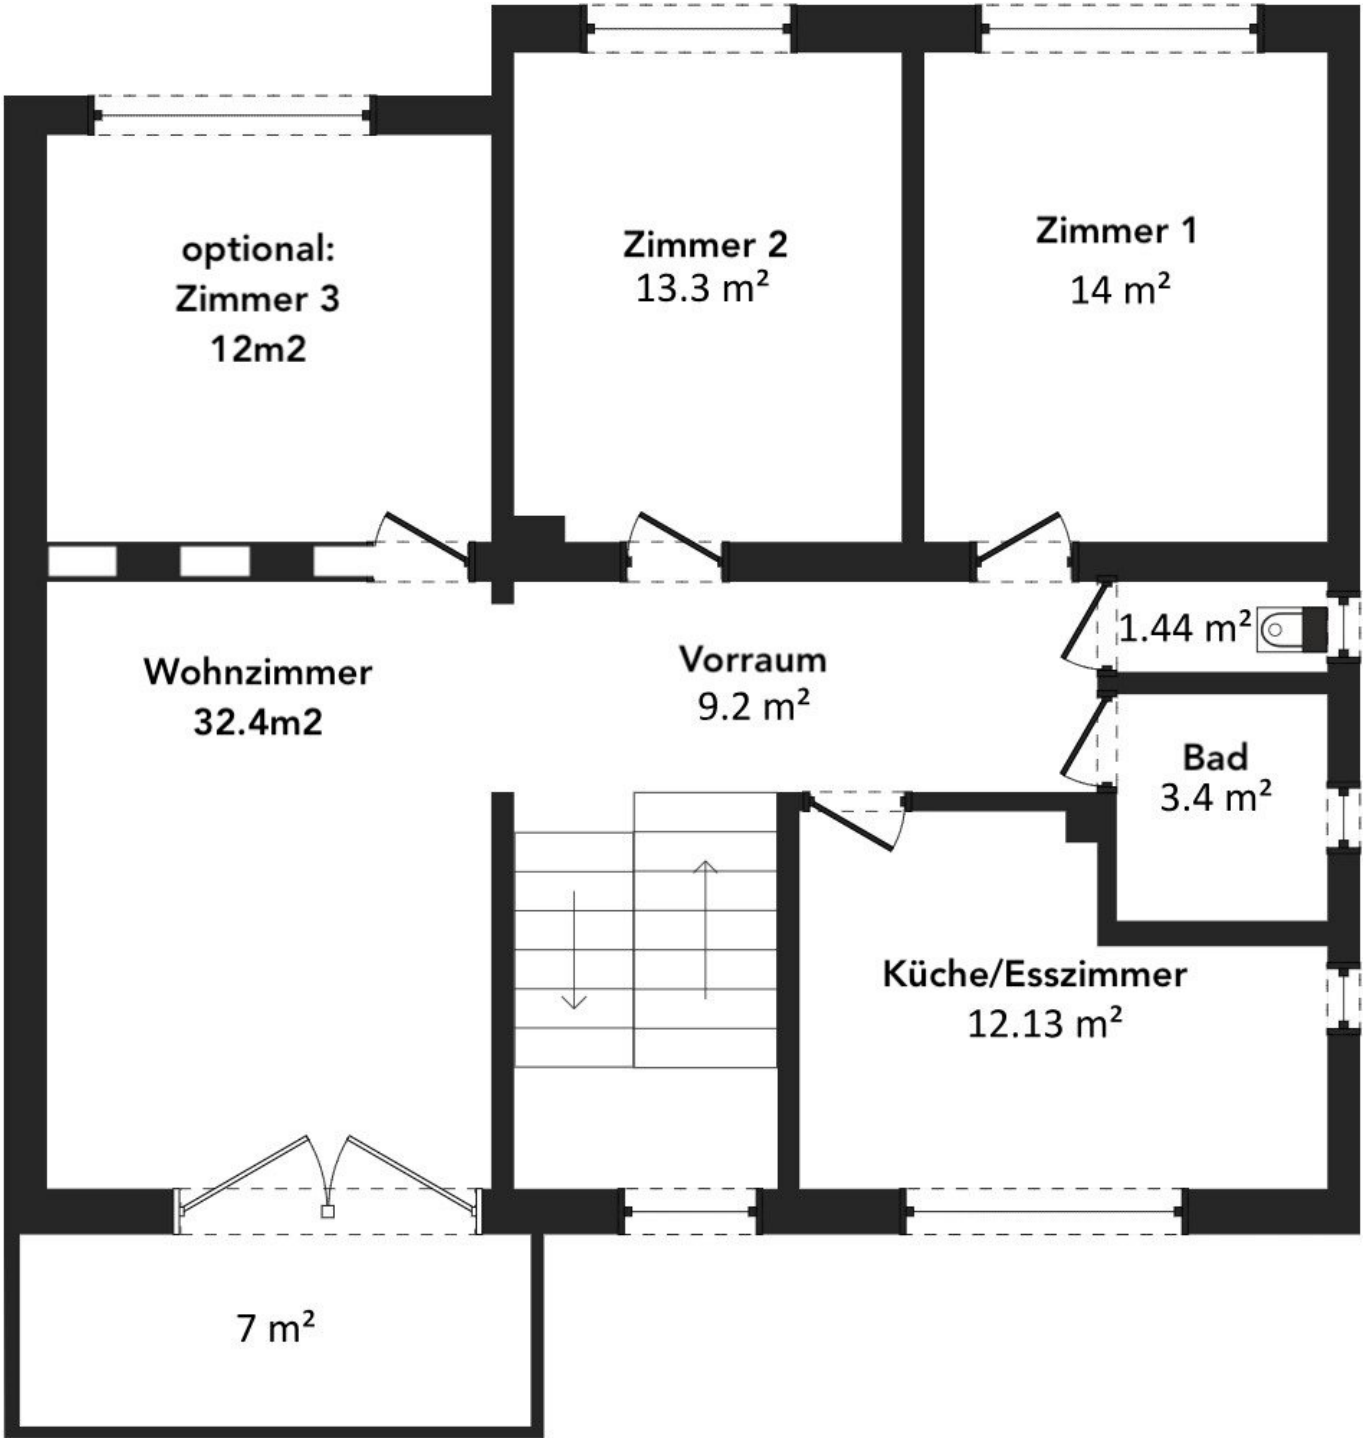 optional:
Zimmer 3
12m2
Zimmer 2
13.3 m²
Zimmer 1
14 m²
Wohnzimmer
32.4m2
Vorraum
9.2 m²
1.44 m²
Bad
3.4 m²
Küche/Esszimmer
12.13 m²
7 m²